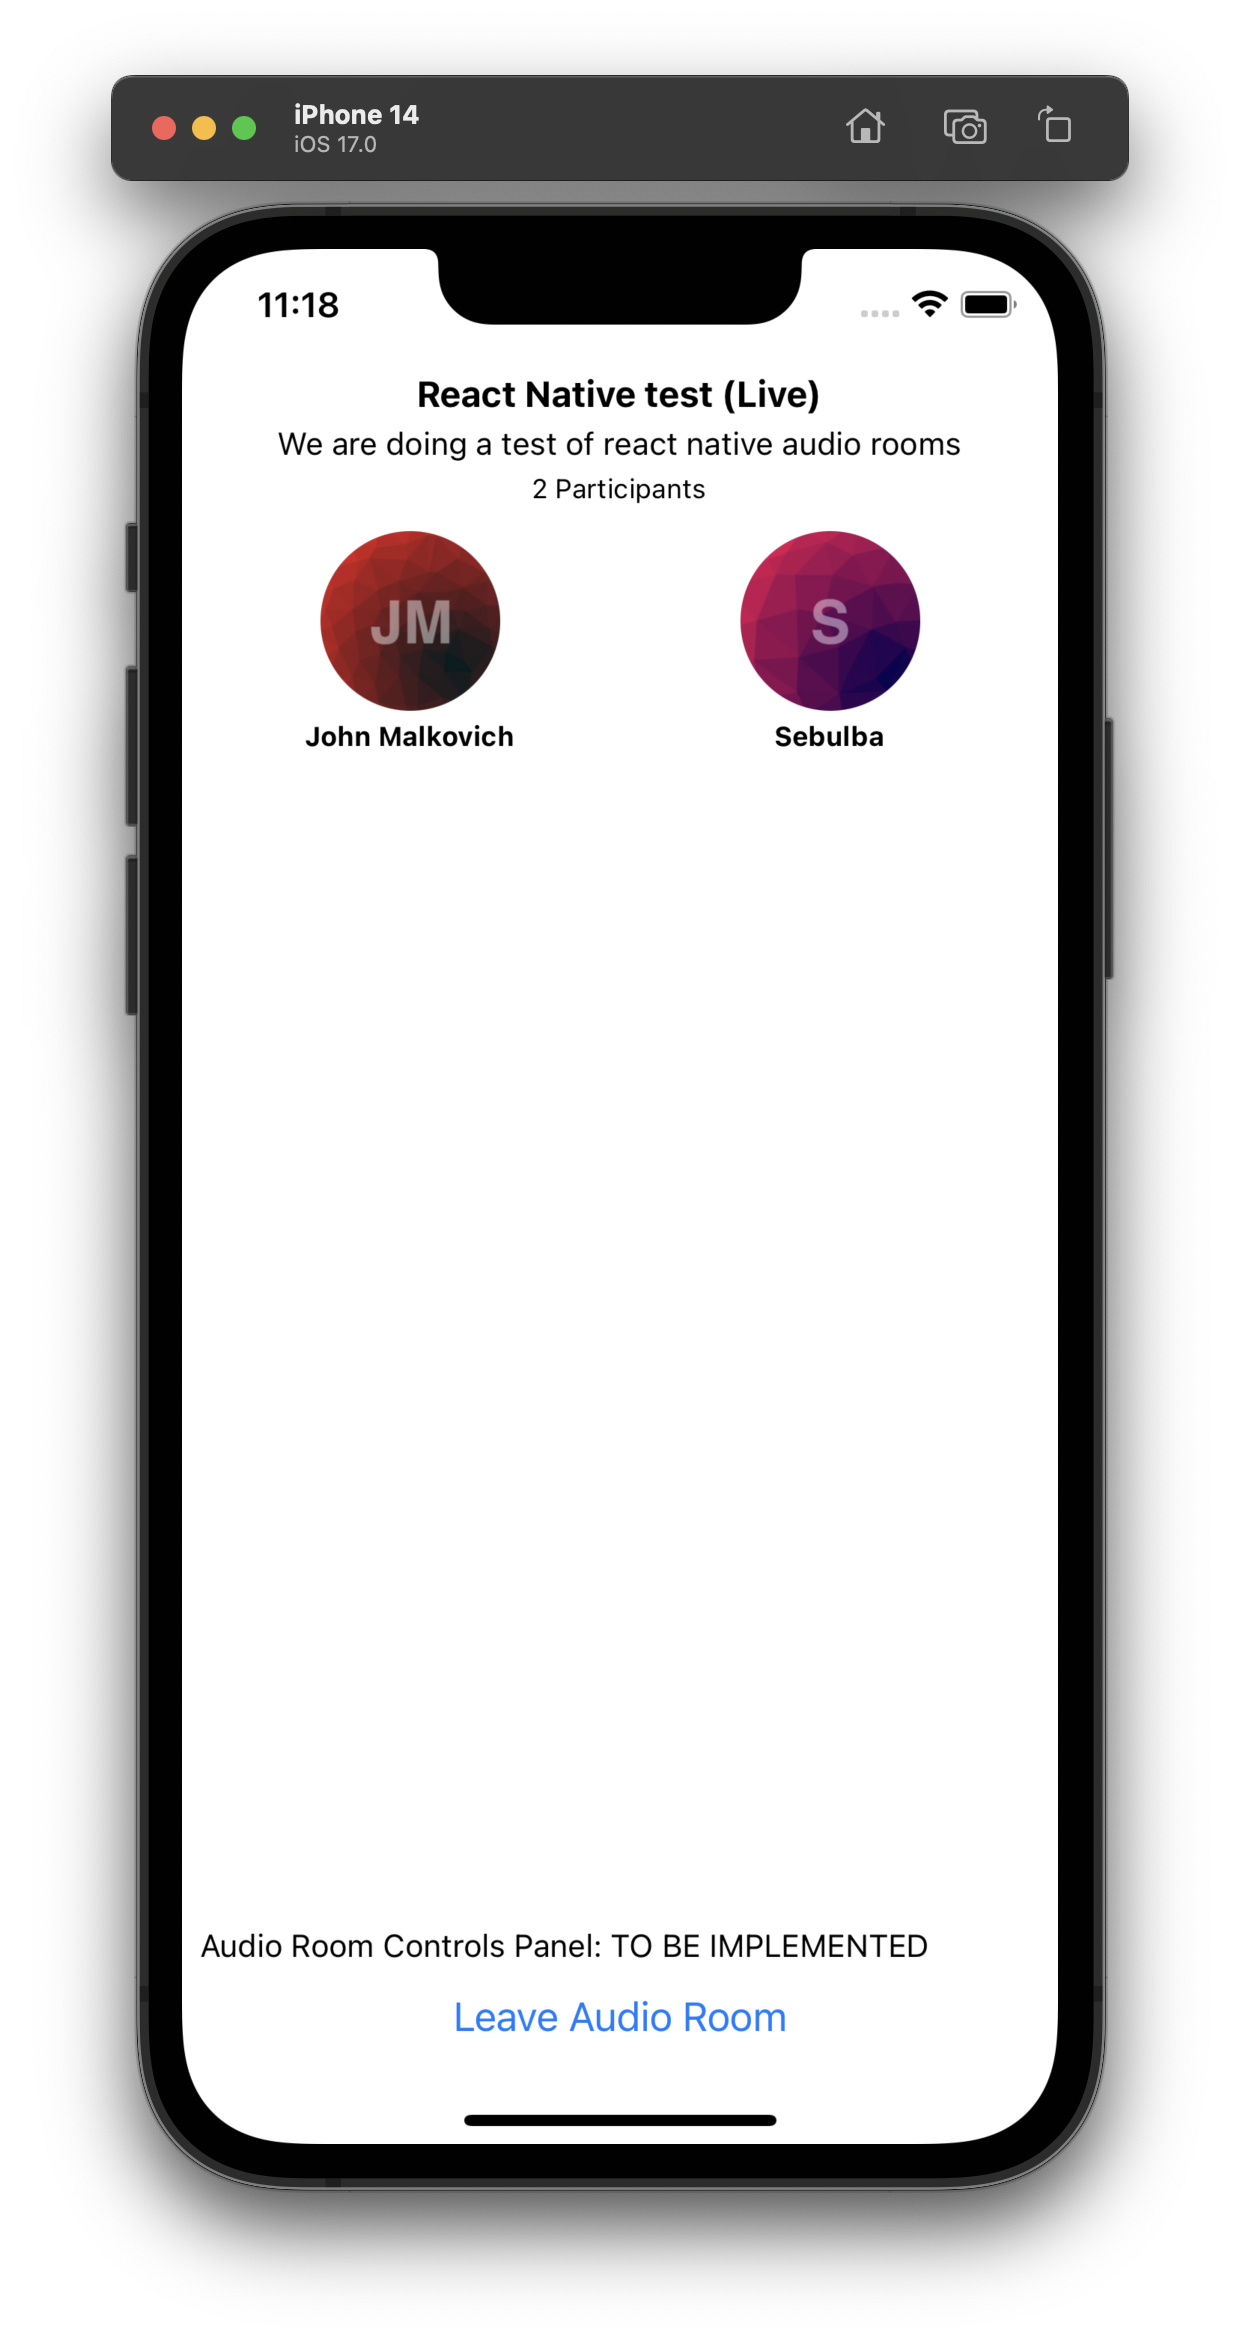 iPhone 14
iOS 17.0
11:18
React Native test (Live)
We are doing a test of react native audio rooms
2 Participants
JM
S
John Malkovich
Sebulba
Audio Room Controls Panel: TO BE IMPLEMENTED
Leave Audio Room